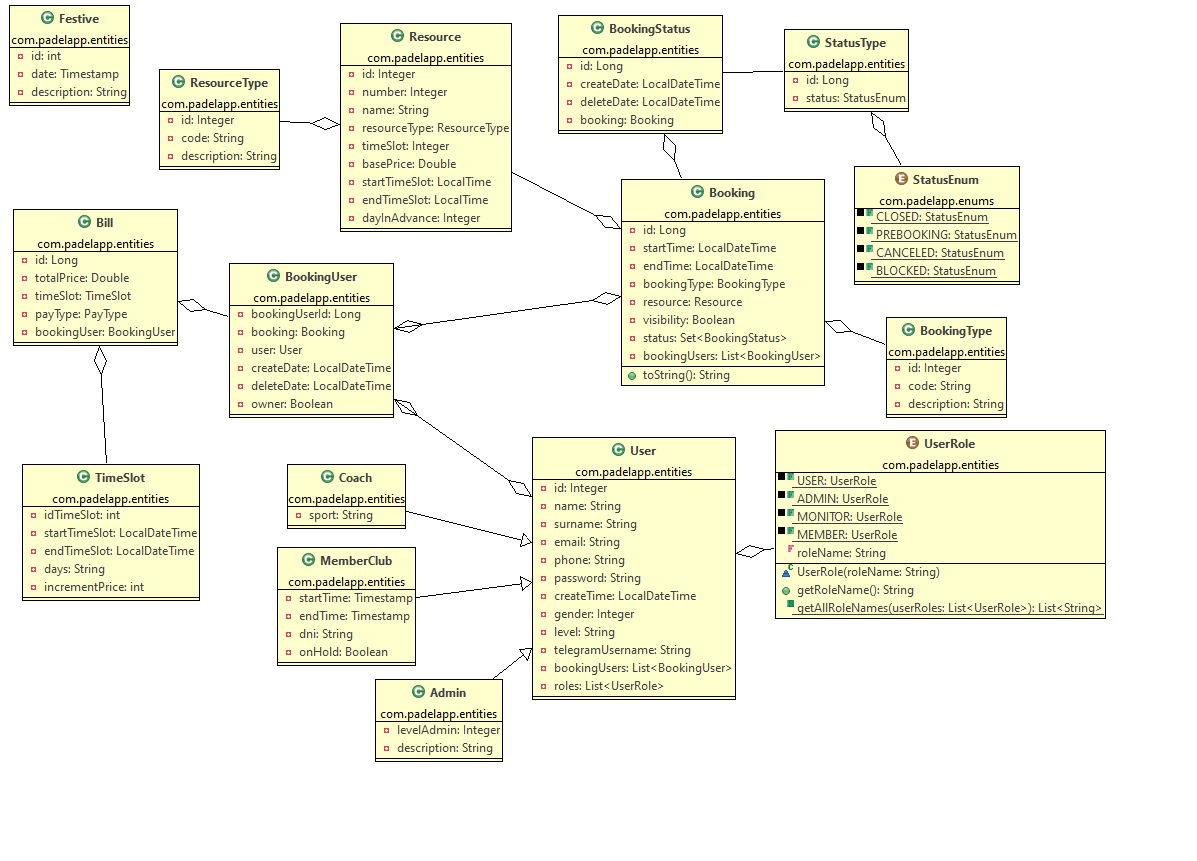 Festive
com.padelapp.entities
id: int
date: Timestamp
description: String
ResourceType
com.padelapp.entities
id: Integer
code: String
description: String
Resource
com.padelapp.entities
id: Integer
number: Integer
name: String
resourceType: ResourceType
timeSlot: Integer
basePrice: Double
startTimeSlot: LocalTime
endTimeSlot: LocalTime
dayInAdvance: Integer
BookingStatus
com.padelapp.entities
id: Long
createDate: LocalDateTime
deleteDate: LocalDateTime
booking: Booking
StatusType
com.padelapp.entities
id: Long
status: StatusEnum
StatusEnum
com.padelapp.enums
CLOSED: StatusEnum
PREBOOKING: StatusEnum
CANCELED: StatusEnum
BLOCKED: StatusEnum
Booking
com.padelapp.entities
id: Long
startTime: LocalDateTime
endTime: LocalDateTime
bookingType: BookingType
resource: Resource
visibility: Boolean
status: Set<BookingStatus>
bookingUsers: List<BookingUser>
toString(): String
Bill
com.padelapp.entities
id: Long
totalPrice: Double
timeSlot: TimeSlot
payType: PayType
bookingUser: BookingUser
BookingUser
com.padelapp.entities
bookingUserId: Long
booking: Booking
user: User
createDate: LocalDateTime
deleteDate: LocalDateTime
owner: Boolean
BookingType
com.padelapp.entities
id: Integer
code: String
description: String
TimeSlot
com.padelapp.entities
idTimeSlot: int
startTimeSlot: LocalDateTime
endTimeSlot: LocalDateTime
days: String
incrementPrice: int
Coach
com.padelapp.entities
sport: String
MemberClub
com.padelapp.entities
startTime: Timestamp
endTime: Timestamp
dni: String
onHold: Boolean
Admin
com.padelapp.entities
levelAdmin: Integer
description: String
User
com.padelapp.entities
id: Integer
name: String
surname: String
email: String
phone: String
password: String
createTime: LocalDateTime
gender: Integer
level: String
telegramUsername: String
bookingUsers: List<BookingUser>
roles: List<UserRole>
UserRole
com.padelapp.entities
USER: UserRole
ADMIN: UserRole
MONITOR: UserRole
MEMBER: UserRole
roleName: String
UserRole(roleName: String)
getRoleName(): String
getAllRoleNames(userRoles: List<UserRole>): List<String>